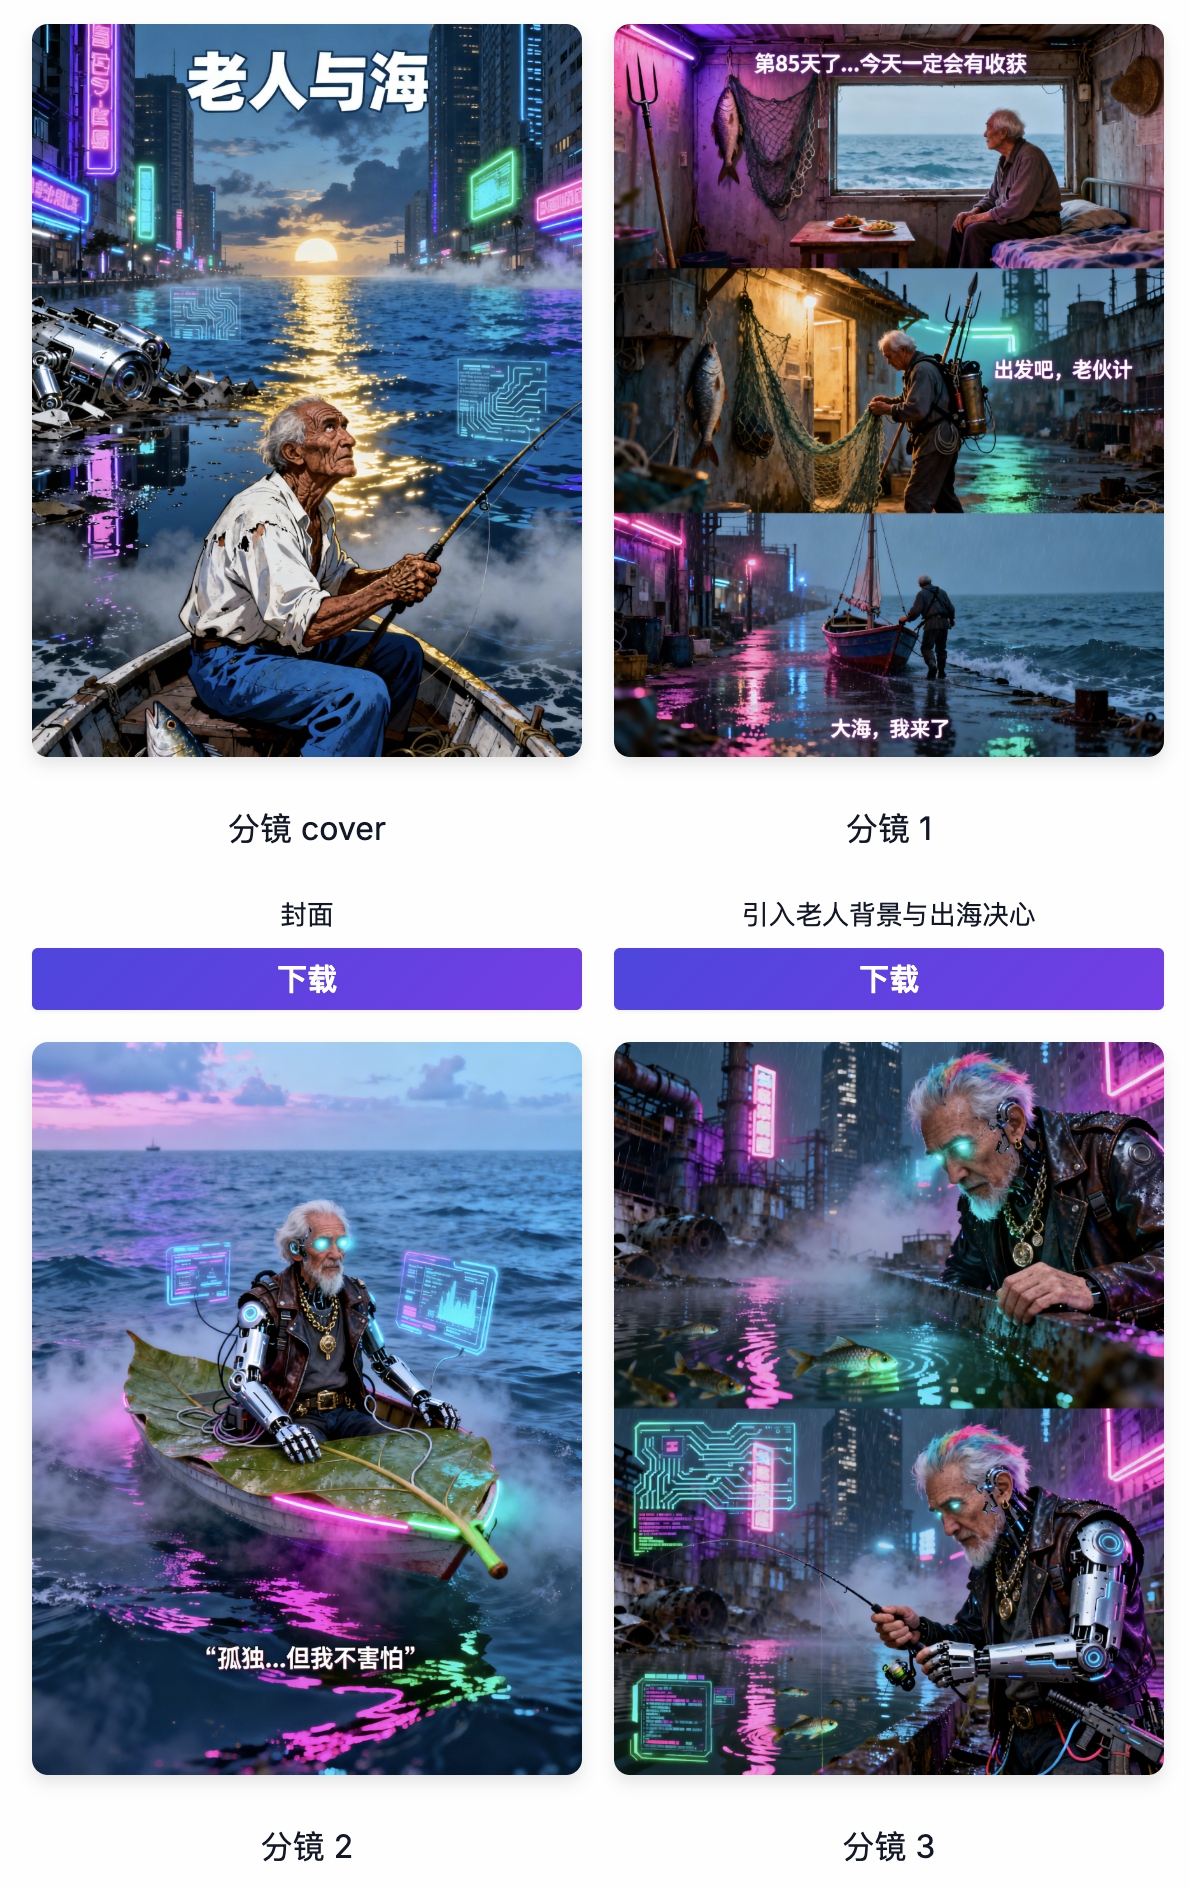 老人与海
第85天了...今天一定会有收获
出发吧，老伙计
大海，我来了
分镜 cover
分镜 1
封面
引入老人背景与出海决心
下载
下载
“孤独...但我不害怕”
分镜 2
分镜 3